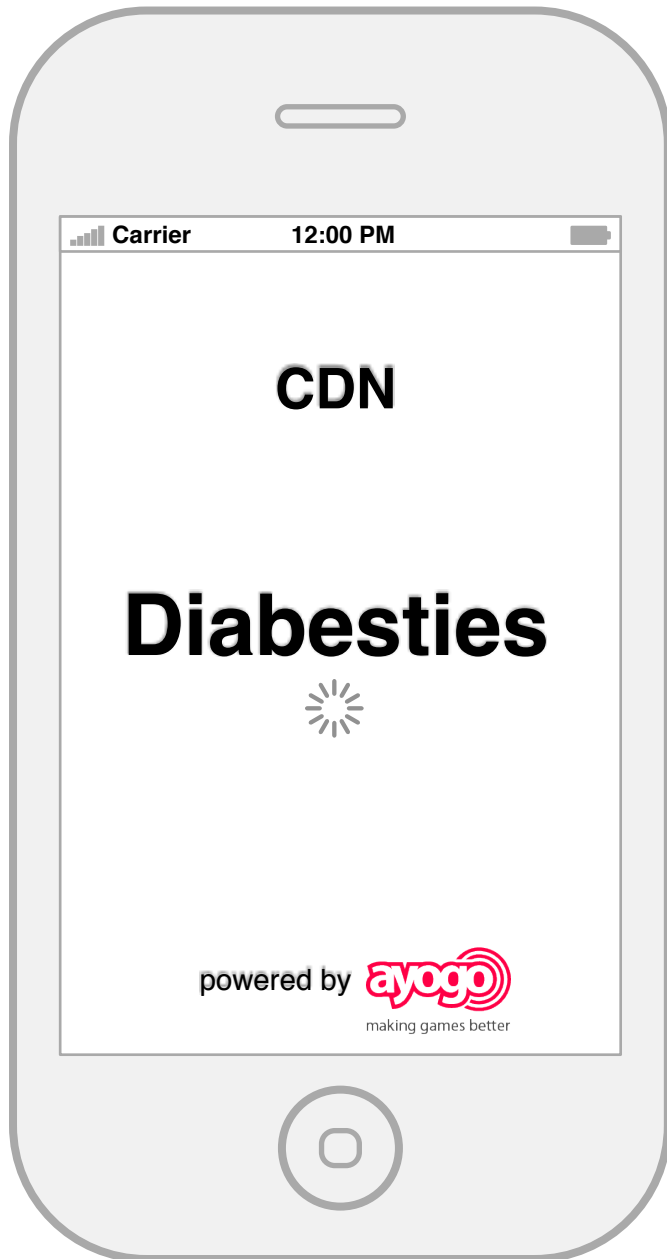 Carrier 12:00 PM
CDN
Diabesties
powered by ayogo
making games better